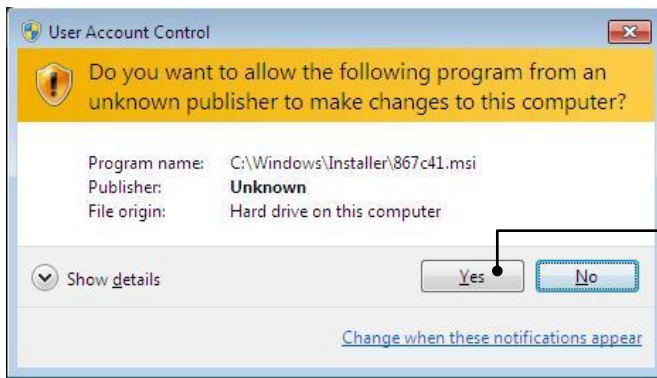 User Account Control
Do you want to allow the following program from an
unknown publisher to make changes to this computer?
Program name: C:\Windows\Installer\867c41.msi
Publisher: Unknown
File origin: Hard drive on this computer
Show details Yes No
Change when these notifications appear